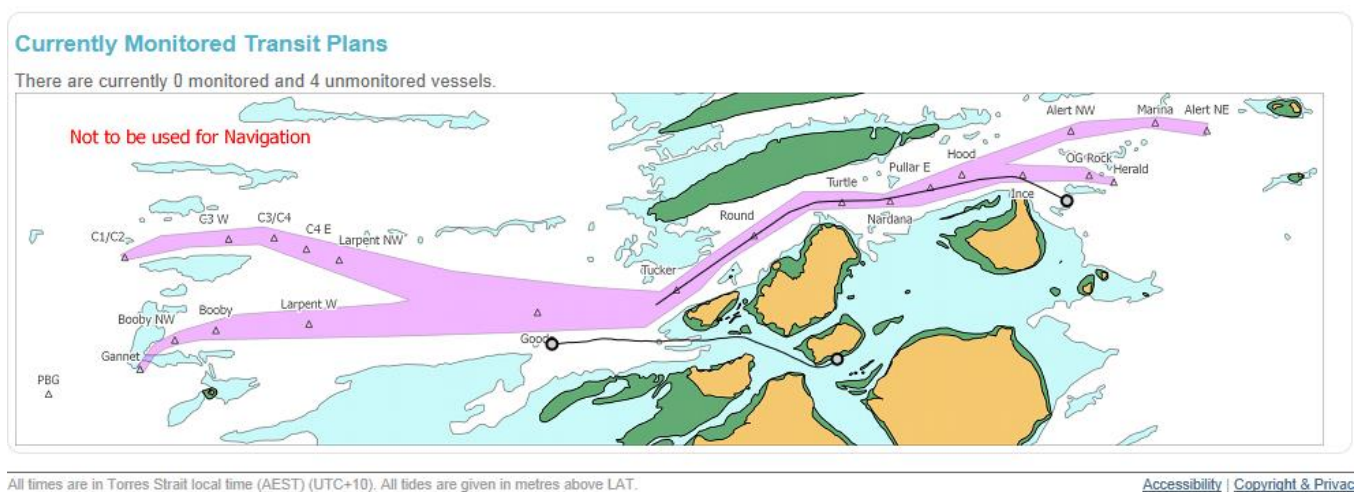 Currently Monitored Transit Plans
There are currently 0 monitored and 4 unmonitored vessels.
Not to be used for Navigation
Alert NW
Marina
Alert NE
Hood
OG Rock
Pullar E
Herald
Turtle
Ince
Nardana
Round
C3/C4
G3 W
C4 E
C1/C2
Larpent NW
Tucker
Larpent W
Booby
Booby NW
Good
Gannet
PBG
All times are in Torres Strait local time (AEST) (UTC+10). All tides are given in metres above LAT.
Accessibility | Copyright & Privac